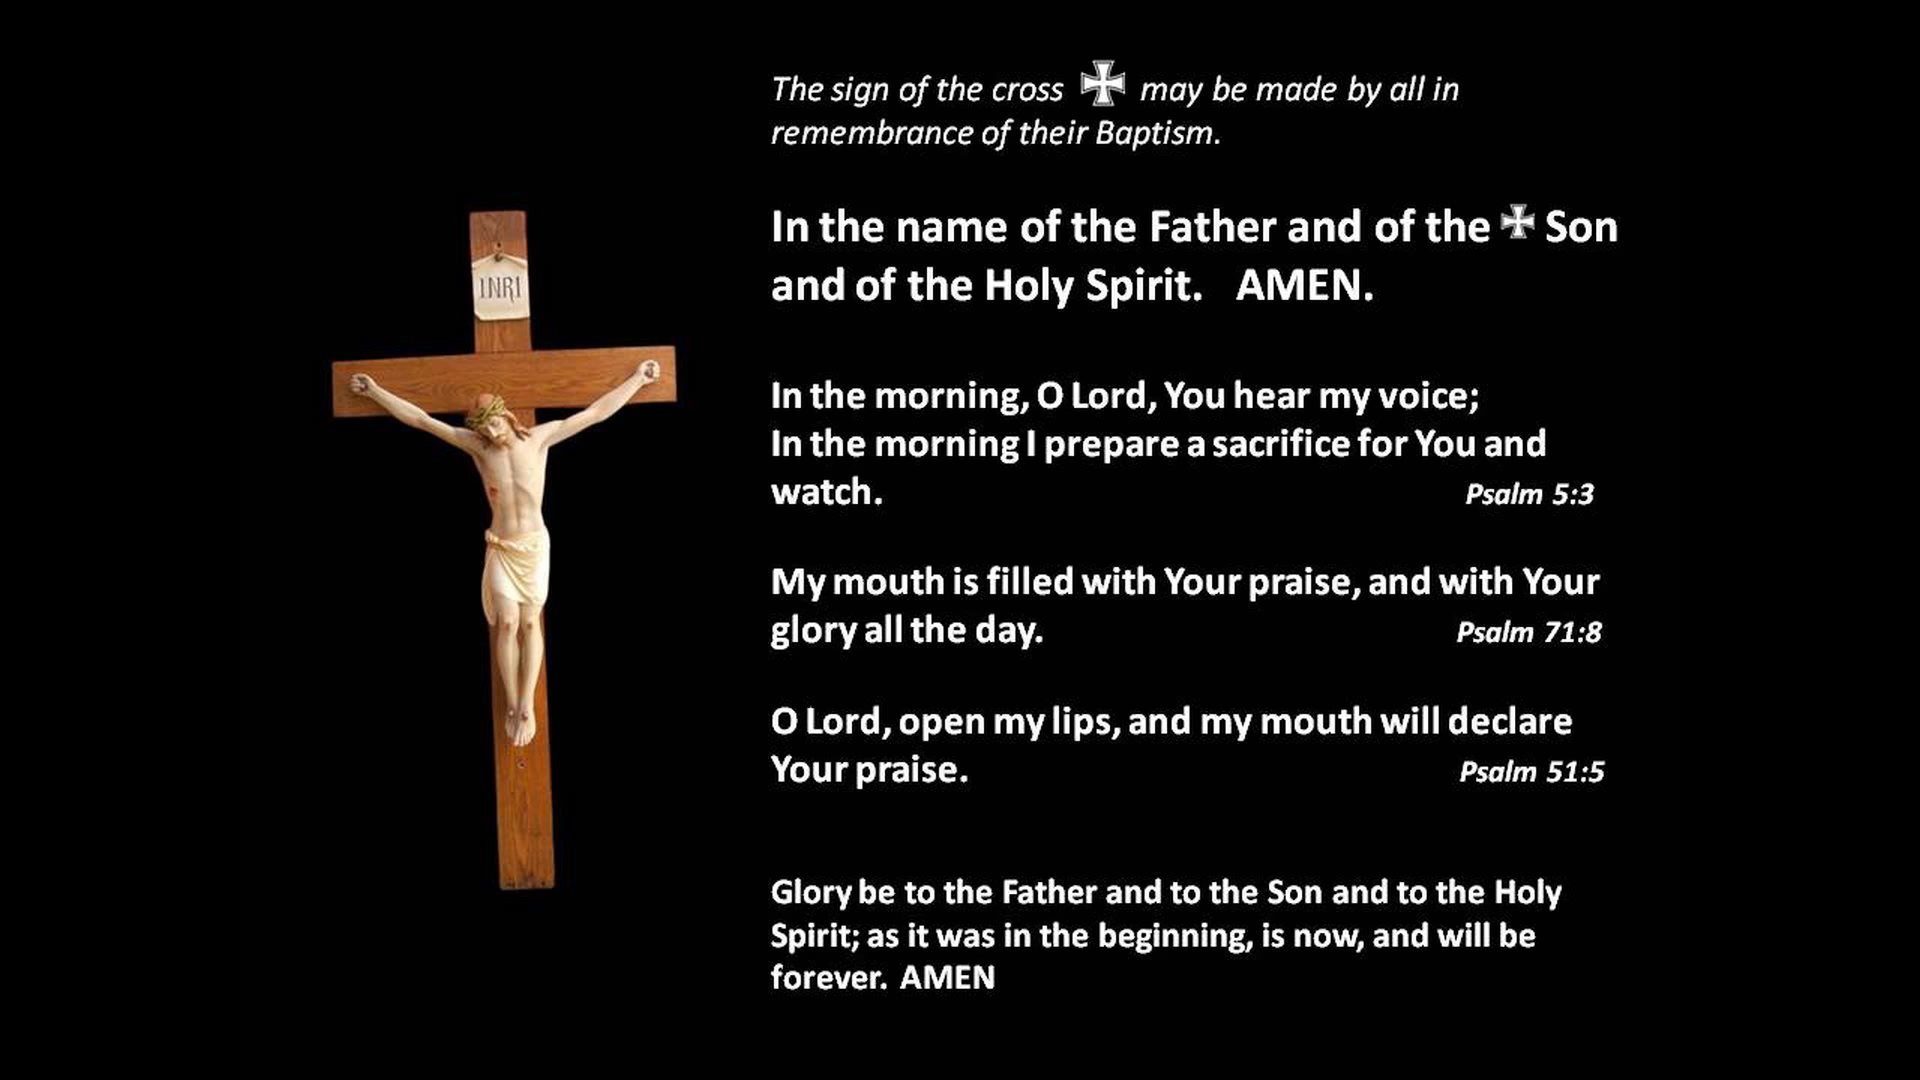 INRI
The sign of the cross ✠ may be made by all in
remembrance of their Baptism.
In the name of the Father and of the ✠ Son
and of the Holy Spirit. AMEN.
In the morning, O Lord, You hear my voice;
In the morning I prepare a sacrifice for You and
watch. Psalm 5:3
My mouth is filled with Your praise, and with Your
glory all the day. Psalm 71:8
O Lord, open my lips, and my mouth will declare
Your praise. Psalm 51:5
Glory be to the Father and to the Son and to the Holy
Spirit; as it was in the beginning, is now, and will be
forever. AMEN